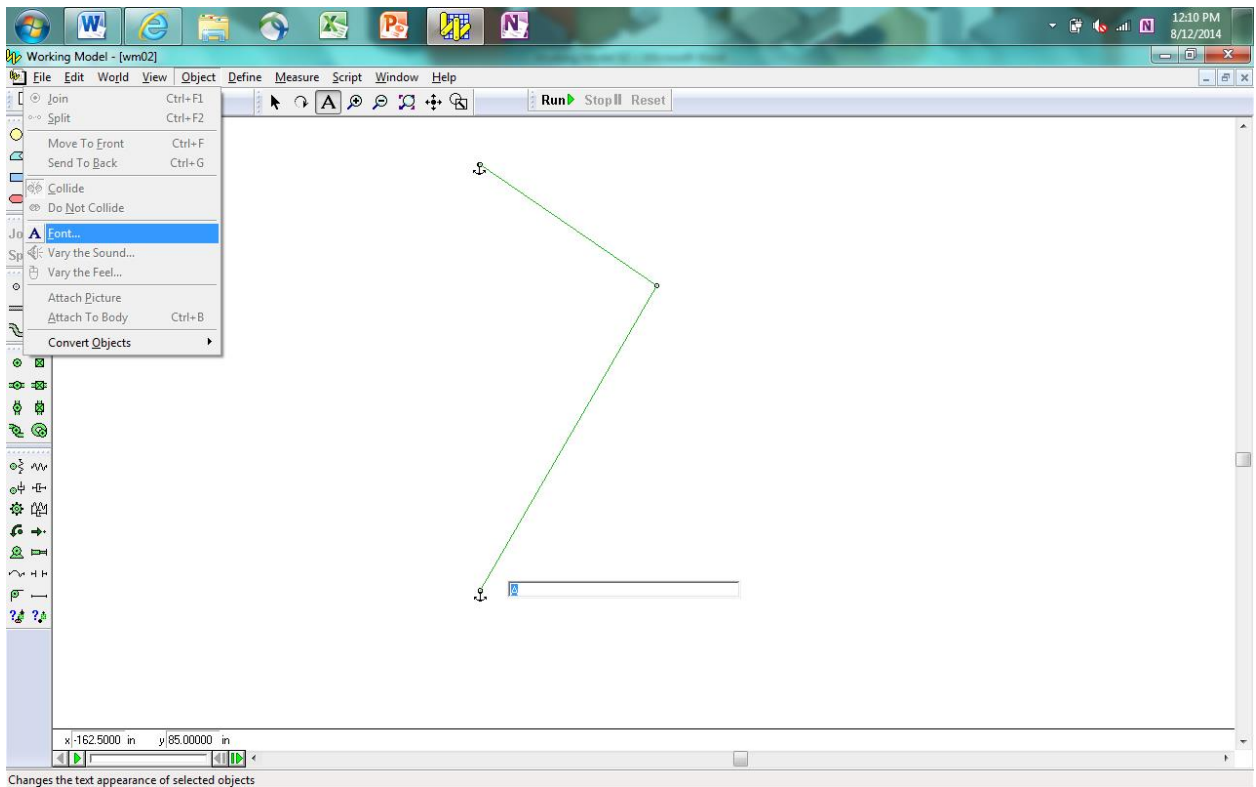 12:10 PM
8/12/2014
Working Model - [wm02]
File Edit World View Object Define Measure Script Window Help
Run Stop Reset
Join Ctrl+F1
Split Ctrl+F2
Move To Front Ctrl+F
Send To Back Ctrl+G
Collide
Do Not Collide
A Font...
Vary the Sound...
Vary the Feel...
Attach Picture
Attach To Body Ctrl+B
Convert Objects
Jo
Sp
A
x -162.5000 in y 85.00000 in
Changes the text appearance of selected objects